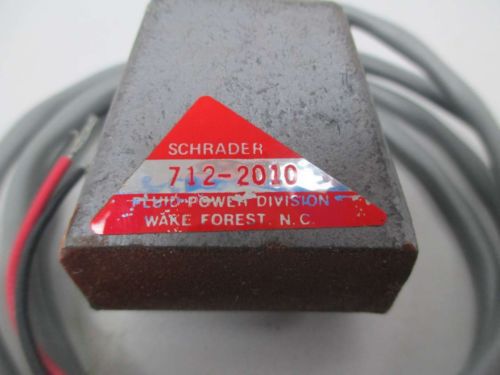 SCHRADER
712-2010
FLUID POWER DIVISION
WAKE FOREST, N.C.